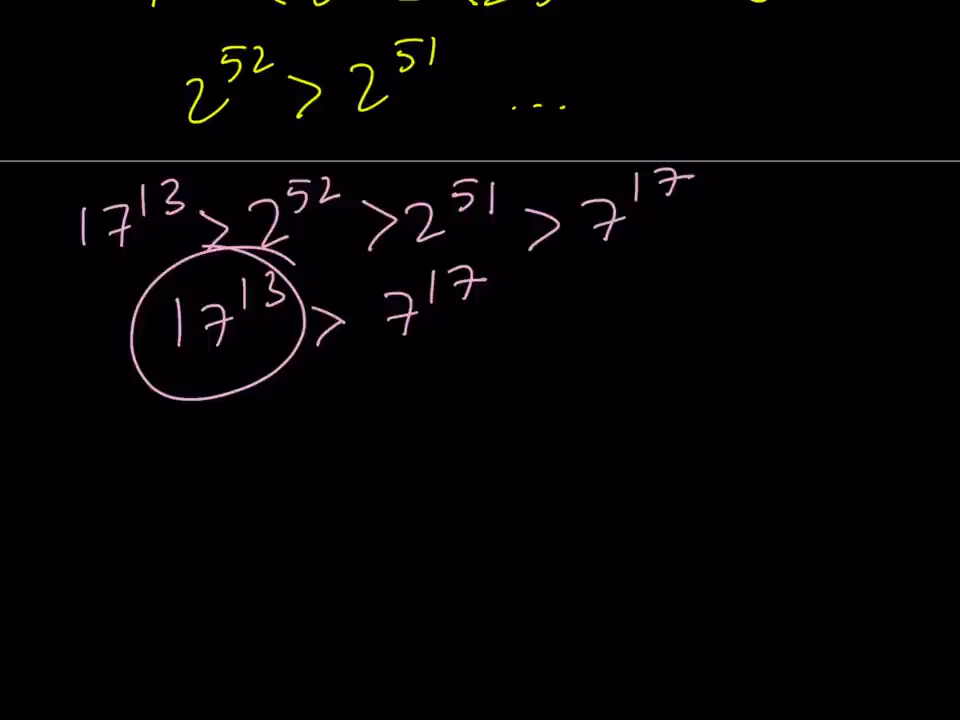 2^52 > 2^51 ...
17^13 > 2^52 > 2^51 > 7^17
17^13 > 7^17